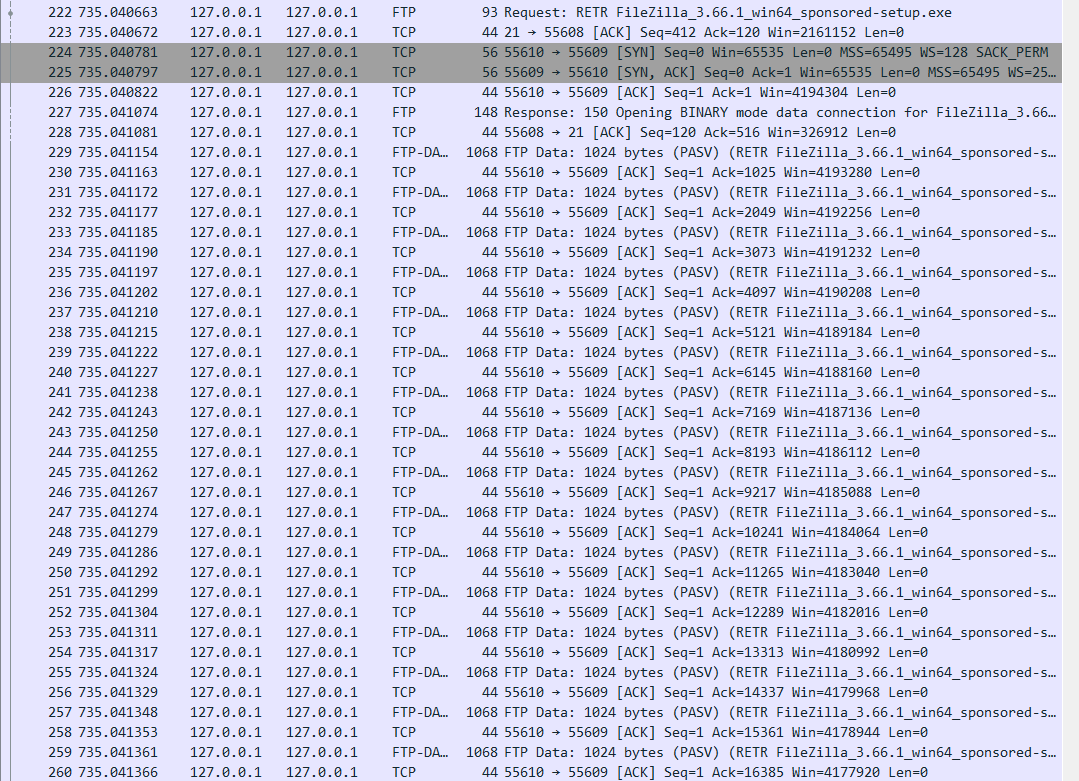 222 735.040663 127.0.0.1 127.0.0.1 FTP 93 Request: RETR FileZilla_3.66.1_win64_sponsored-setup.exe
223 735.040672 127.0.0.1 127.0.0.1 TCP 44 21 → 55608 [ACK] Seq=412 Ack=120 Win=2161152 Len=0
224 735.040781 127.0.0.1 127.0.0.1 TCP 56 55610 → 55609 [SYN] Seq=0 Win=65535 Len=0 MSS=65495 WS=128 SACK_PERM
225 735.040797 127.0.0.1 127.0.0.1 TCP 56 55609 → 55610 [SYN, ACK] Seq=0 Ack=1 Win=65535 Len=0 MSS=65495 WS=25…
226 735.040822 127.0.0.1 127.0.0.1 TCP 44 55610 → 55609 [ACK] Seq=1 Ack=1 Win=4194304 Len=0
227 735.041074 127.0.0.1 127.0.0.1 FTP 148 Response: 150 Opening BINARY mode data connection for FileZilla_3.66…
228 735.041081 127.0.0.1 127.0.0.1 TCP 44 55608 → 21 [ACK] Seq=120 Ack=516 Win=326912 Len=0
229 735.041154 127.0.0.1 127.0.0.1 FTP-DA… 1068 FTP Data: 1024 bytes (PASV) (RETR FileZilla_3.66.1_win64_sponsored-s…
230 735.041163 127.0.0.1 127.0.0.1 TCP 44 55610 → 55609 [ACK] Seq=1 Ack=1025 Win=4193280 Len=0
231 735.041172 127.0.0.1 127.0.0.1 FTP-DA… 1068 FTP Data: 1024 bytes (PASV) (RETR FileZilla_3.66.1_win64_sponsored-s…
232 735.041177 127.0.0.1 127.0.0.1 TCP 44 55610 → 55609 [ACK] Seq=1 Ack=2049 Win=4192256 Len=0
233 735.041185 127.0.0.1 127.0.0.1 FTP-DA… 1068 FTP Data: 1024 bytes (PASV) (RETR FileZilla_3.66.1_win64_sponsored-s…
234 735.041190 127.0.0.1 127.0.0.1 TCP 44 55610 → 55609 [ACK] Seq=1 Ack=3073 Win=4191232 Len=0
235 735.041197 127.0.0.1 127.0.0.1 FTP-DA… 1068 FTP Data: 1024 bytes (PASV) (RETR FileZilla_3.66.1_win64_sponsored-s…
236 735.041202 127.0.0.1 127.0.0.1 TCP 44 55610 → 55609 [ACK] Seq=1 Ack=4097 Win=4190208 Len=0
237 735.041210 127.0.0.1 127.0.0.1 FTP-DA… 1068 FTP Data: 1024 bytes (PASV) (RETR FileZilla_3.66.1_win64_sponsored-s…
238 735.041215 127.0.0.1 127.0.0.1 TCP 44 55610 → 55609 [ACK] Seq=1 Ack=5121 Win=4189184 Len=0
239 735.041222 127.0.0.1 127.0.0.1 FTP-DA… 1068 FTP Data: 1024 bytes (PASV) (RETR FileZilla_3.66.1_win64_sponsored-s…
240 735.041227 127.0.0.1 127.0.0.1 TCP 44 55610 → 55609 [ACK] Seq=1 Ack=6145 Win=4188160 Len=0
241 735.041238 127.0.0.1 127.0.0.1 FTP-DA… 1068 FTP Data: 1024 bytes (PASV) (RETR FileZilla_3.66.1_win64_sponsored-s…
242 735.041243 127.0.0.1 127.0.0.1 TCP 44 55610 → 55609 [ACK] Seq=1 Ack=7169 Win=4187136 Len=0
243 735.041250 127.0.0.1 127.0.0.1 FTP-DA… 1068 FTP Data: 1024 bytes (PASV) (RETR FileZilla_3.66.1_win64_sponsored-s…
244 735.041255 127.0.0.1 127.0.0.1 TCP 44 55610 → 55609 [ACK] Seq=1 Ack=8193 Win=4186112 Len=0
245 735.041262 127.0.0.1 127.0.0.1 FTP-DA… 1068 FTP Data: 1024 bytes (PASV) (RETR FileZilla_3.66.1_win64_sponsored-s…
246 735.041267 127.0.0.1 127.0.0.1 TCP 44 55610 → 55609 [ACK] Seq=1 Ack=9217 Win=4185088 Len=0
247 735.041274 127.0.0.1 127.0.0.1 FTP-DA… 1068 FTP Data: 1024 bytes (PASV) (RETR FileZilla_3.66.1_win64_sponsored-s…
248 735.041279 127.0.0.1 127.0.0.1 TCP 44 55610 → 55609 [ACK] Seq=1 Ack=10241 Win=4184064 Len=0
249 735.041286 127.0.0.1 127.0.0.1 FTP-DA… 1068 FTP Data: 1024 bytes (PASV) (RETR FileZilla_3.66.1_win64_sponsored-s…
250 735.041292 127.0.0.1 127.0.0.1 TCP 44 55610 → 55609 [ACK] Seq=1 Ack=11265 Win=4183040 Len=0
251 735.041299 127.0.0.1 127.0.0.1 FTP-DA… 1068 FTP Data: 1024 bytes (PASV) (RETR FileZilla_3.66.1_win64_sponsored-s…
252 735.041304 127.0.0.1 127.0.0.1 TCP 44 55610 → 55609 [ACK] Seq=1 Ack=12289 Win=4182016 Len=0
253 735.041311 127.0.0.1 127.0.0.1 FTP-DA… 1068 FTP Data: 1024 bytes (PASV) (RETR FileZilla_3.66.1_win64_sponsored-s…
254 735.041317 127.0.0.1 127.0.0.1 TCP 44 55610 → 55609 [ACK] Seq=1 Ack=13313 Win=4180992 Len=0
255 735.041324 127.0.0.1 127.0.0.1 FTP-DA… 1068 FTP Data: 1024 bytes (PASV) (RETR FileZilla_3.66.1_win64_sponsored-s…
256 735.041329 127.0.0.1 127.0.0.1 TCP 44 55610 → 55609 [ACK] Seq=1 Ack=14337 Win=4179968 Len=0
257 735.041348 127.0.0.1 127.0.0.1 FTP-DA… 1068 FTP Data: 1024 bytes (PASV) (RETR FileZilla_3.66.1_win64_sponsored-s…
258 735.041353 127.0.0.1 127.0.0.1 TCP 44 55610 → 55609 [ACK] Seq=1 Ack=15361 Win=4178944 Len=0
259 735.041361 127.0.0.1 127.0.0.1 FTP-DA… 1068 FTP Data: 1024 bytes (PASV) (RETR FileZilla_3.66.1_win64_sponsored-s…
260 735.041366 127.0.0.1 127.0.0.1 TCP 44 55610 → 55609 [ACK] Seq=1 Ack=16385 Win=4177920 Len=0